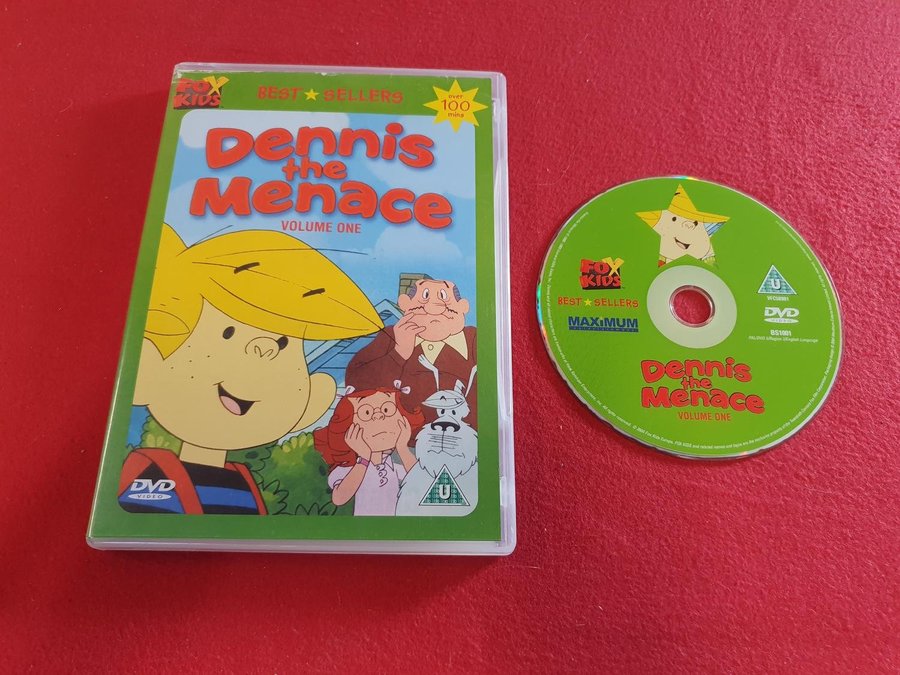 FOX
KIDS
BEST ★ SELLERS
over
100
mins
Dennis
the
Menace
VOLUME ONE
DVD
VIDEO
U
FOX
KIDS
BEST ★ SELLERS
MAXIMUM
U
DVD
VIDEO
BS1001
Dennis
the
Menace
VOLUME ONE